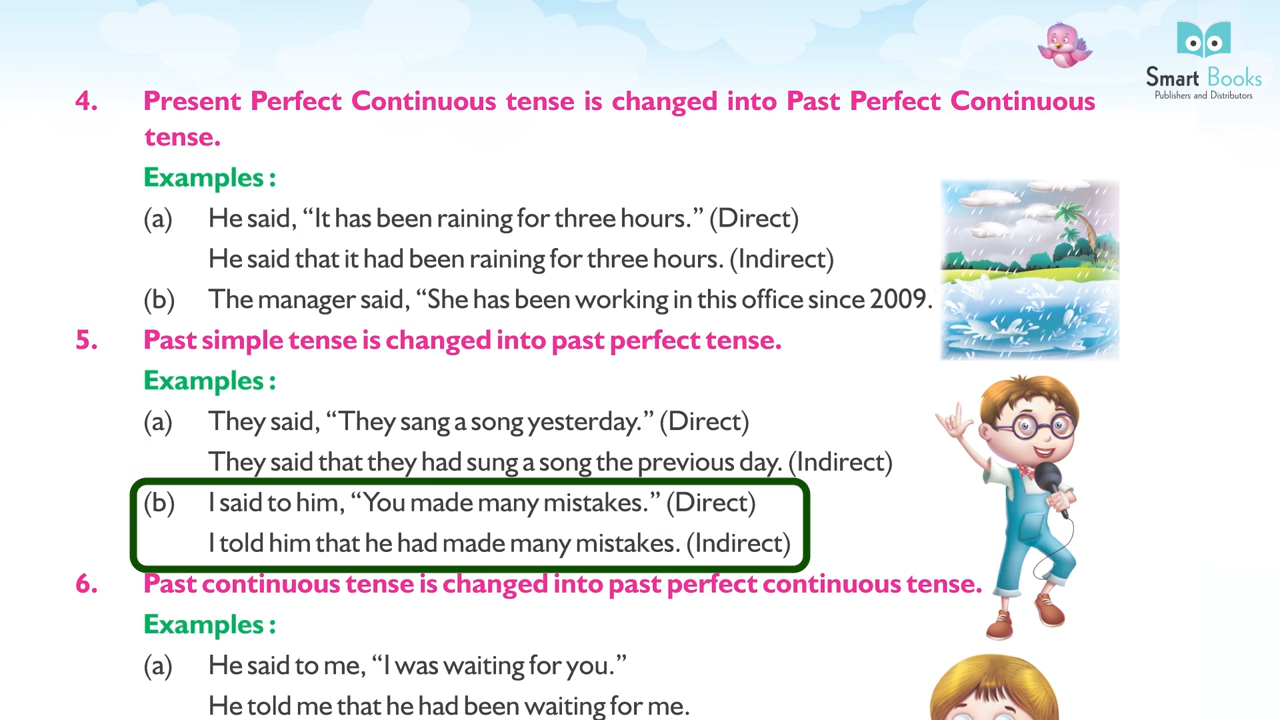 Smart Books
Publishers and Distributors
4. Present Perfect Continuous tense is changed into Past Perfect Continuous
tense.
Examples :
(a) He said, “It has been raining for three hours.” (Direct)
He said that it had been raining for three hours. (Indirect)
(b) The manager said, “She has been working in this office since 2009.
5. Past simple tense is changed into past perfect tense.
Examples :
(a) They said, “They sang a song yesterday.” (Direct)
They said that they had sung a song the previous day. (Indirect)
(b) I said to him, “You made many mistakes.” (Direct)
I told him that he had made many mistakes. (Indirect)
6. Past continuous tense is changed into past perfect continuous tense.
Examples :
(a) He said to me, “I was waiting for you.”
He told me that he had been waiting for me.